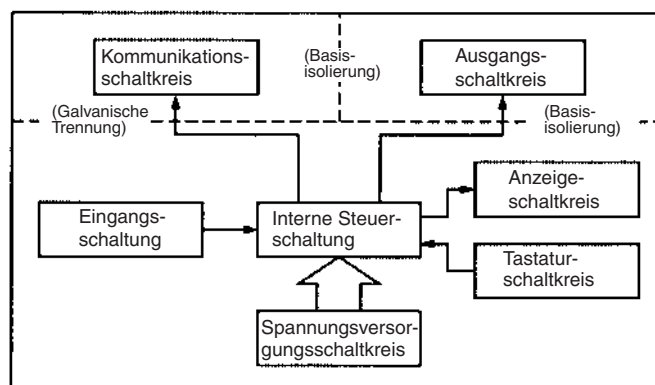 Kommunikations-
schaltkreis
(Basis-
isolierung)
Ausgangs-
schaltkreis
(Galvanische
Trennung)
(Basis-
isolierung)
Eingangs-
schaltung
Interne Steuer-
schaltung
Anzeige-
schaltkreis
Tastatur-
schaltkreis
Spannungsversor-
gungsschaltkreis